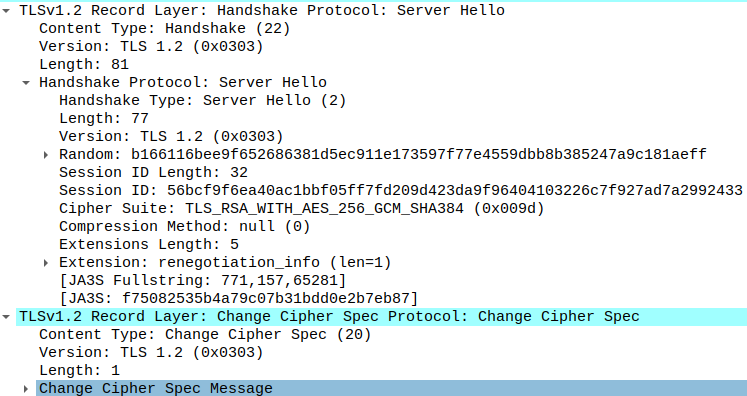 TLSv1.2 Record Layer: Handshake Protocol: Server Hello
Content Type: Handshake (22)
Version: TLS 1.2 (0x0303)
Length: 81
Handshake Protocol: Server Hello
Handshake Type: Server Hello (2)
Length: 77
Version: TLS 1.2 (0x0303)
Random: b166116bee9f652686381d5ec911e173597f77e4559dbb8b385247a9c181aeff
Session ID Length: 32
Session ID: 56bcf9f6ea40ac1bbf05ff7fd209d423da9f96404103226c7f927ad7a2992433
Cipher Suite: TLS_RSA_WITH_AES_256_GCM_SHA384 (0x009d)
Compression Method: null (0)
Extensions Length: 5
Extension: renegotiation_info (len=1)
[JA3S Fullstring: 771,157,65281]
[JA3S: f75082535b4a79c07b31bdd0e2b7eb87]
TLSv1.2 Record Layer: Change Cipher Spec Protocol: Change Cipher Spec
Content Type: Change Cipher Spec (20)
Version: TLS 1.2 (0x0303)
Length: 1
Change Cipher Spec Message